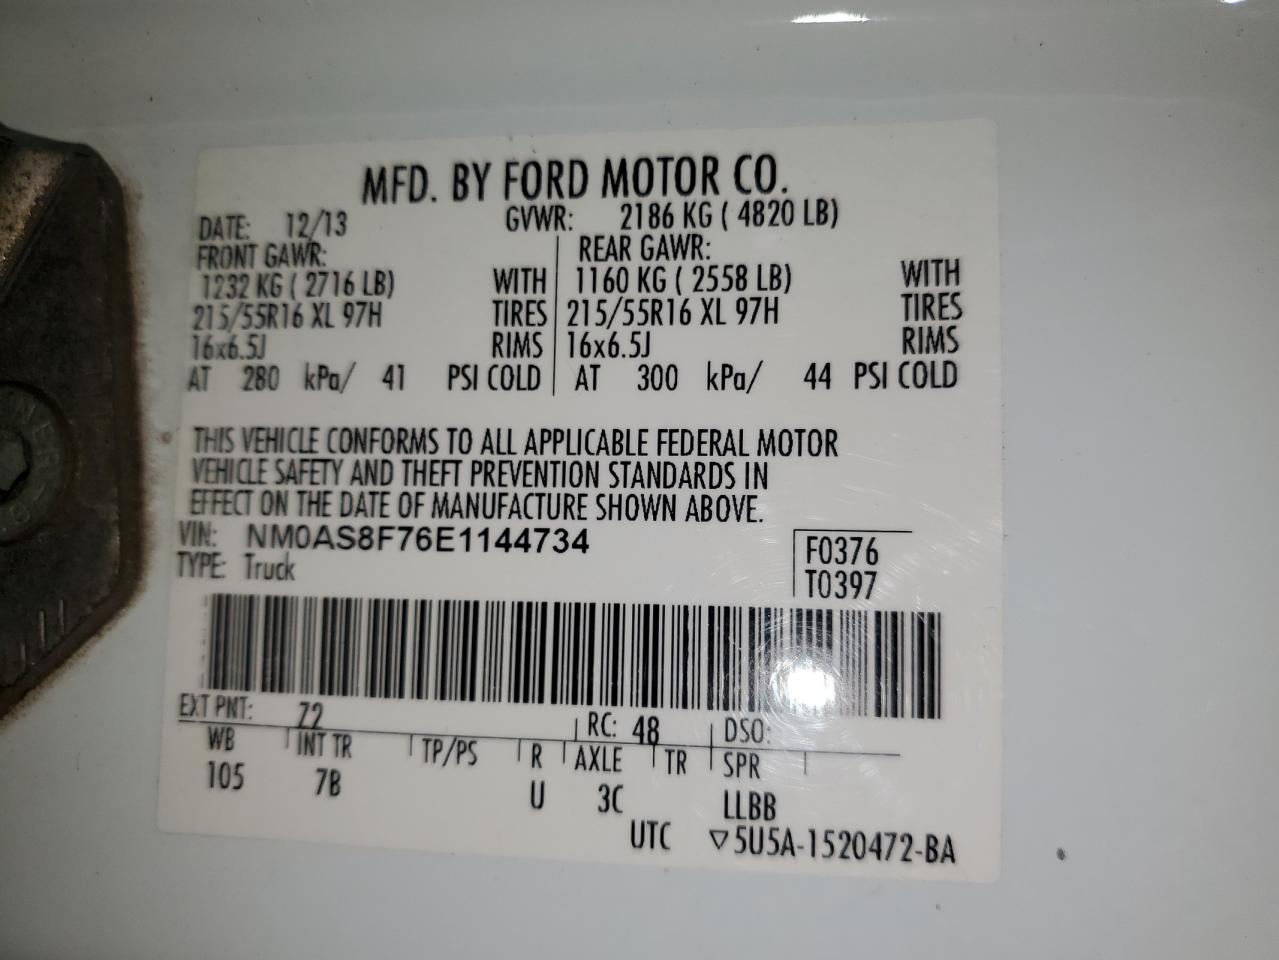 MFD. BY FORD MOTOR CO.
DATE: 12/13 GVWR: 2186 KG ( 4820 LB)
FRONT GAWR: REAR GAWR:
1232 KG ( 2716 LB) WITH 1160 KG ( 2558 LB) WITH
215/55R16 XL 97H TIRES 215/55R16 XL 97H TIRES
16x6.5J RIMS 16x6.5J RIMS
AT 280 kPa/ 41 PSI COLD AT 300 kPa/ 44 PSI COLD
THIS VEHICLE CONFORMS TO ALL APPLICABLE FEDERAL MOTOR
VEHICLE SAFETY AND THEFT PREVENTION STANDARDS IN
EFFECT ON THE DATE OF MANUFACTURE SHOWN ABOVE.
VIN: NM0AS8F76E1144734
F0376
TYPE: Truck
T0397
EXT PNT: Z2 RC: 48 DSO:
WB INT TR TP/PS R AXLE TR SPR
105 7B U 3C LLBB
UTC ▽5U5A-1520472-BA